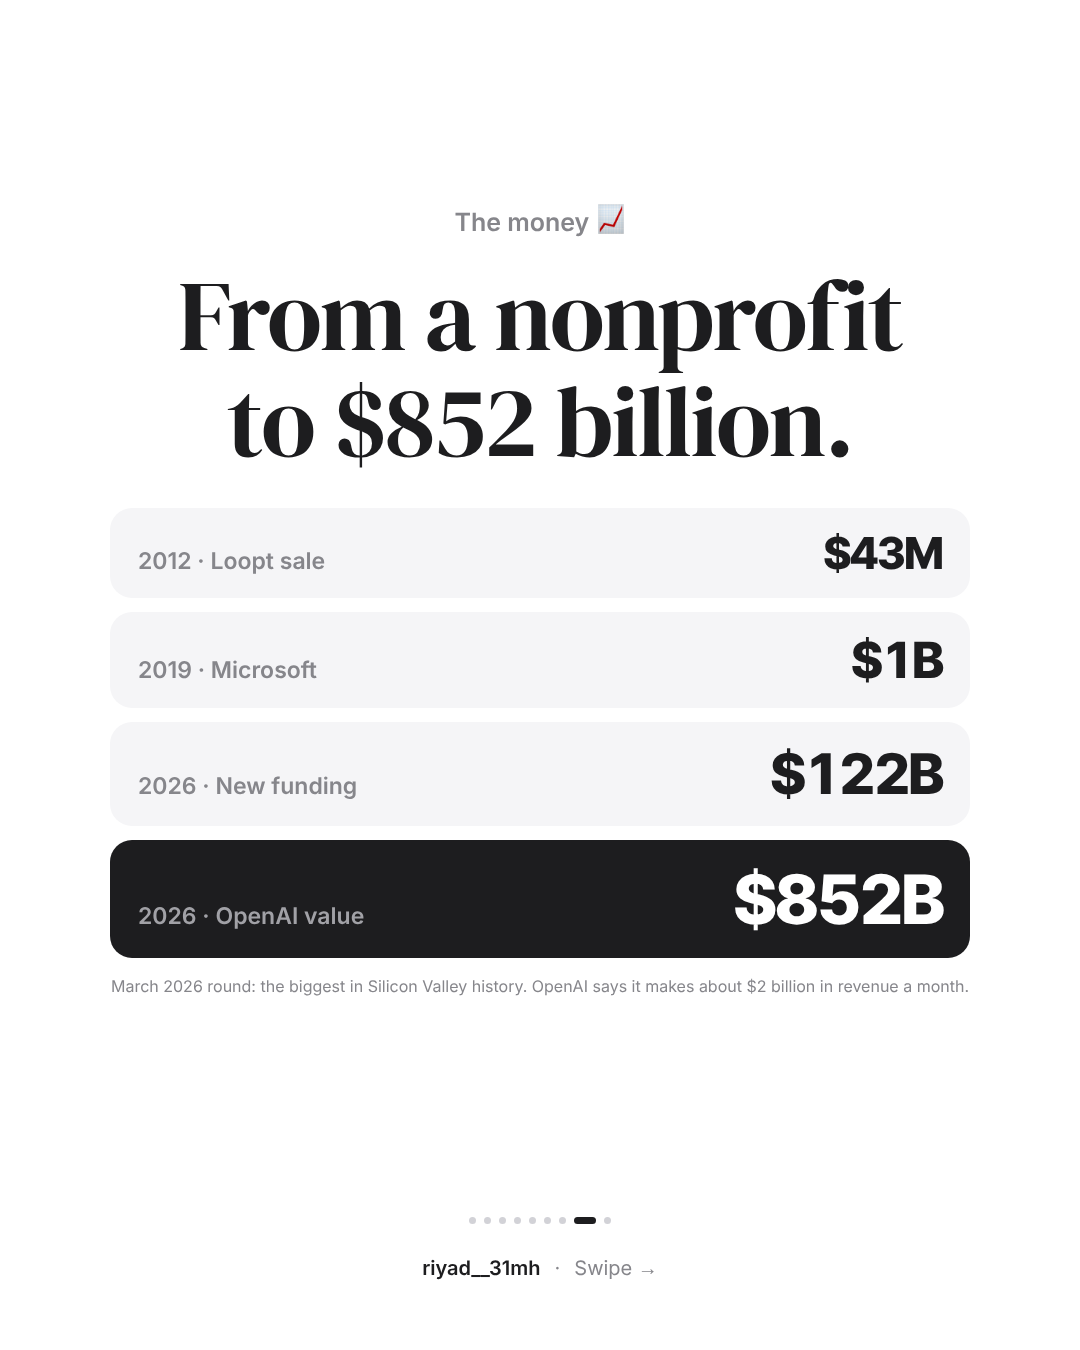 The money 📈
From a nonprofit
to $852 billion.
2012 · Loopt sale $43M
2019 · Microsoft $1B
2026 · New funding $122B
2026 · OpenAI value $852B
March 2026 round: the biggest in Silicon Valley history. OpenAI says it makes about $2 billion in revenue a month.
riyad__31mh · Swipe →